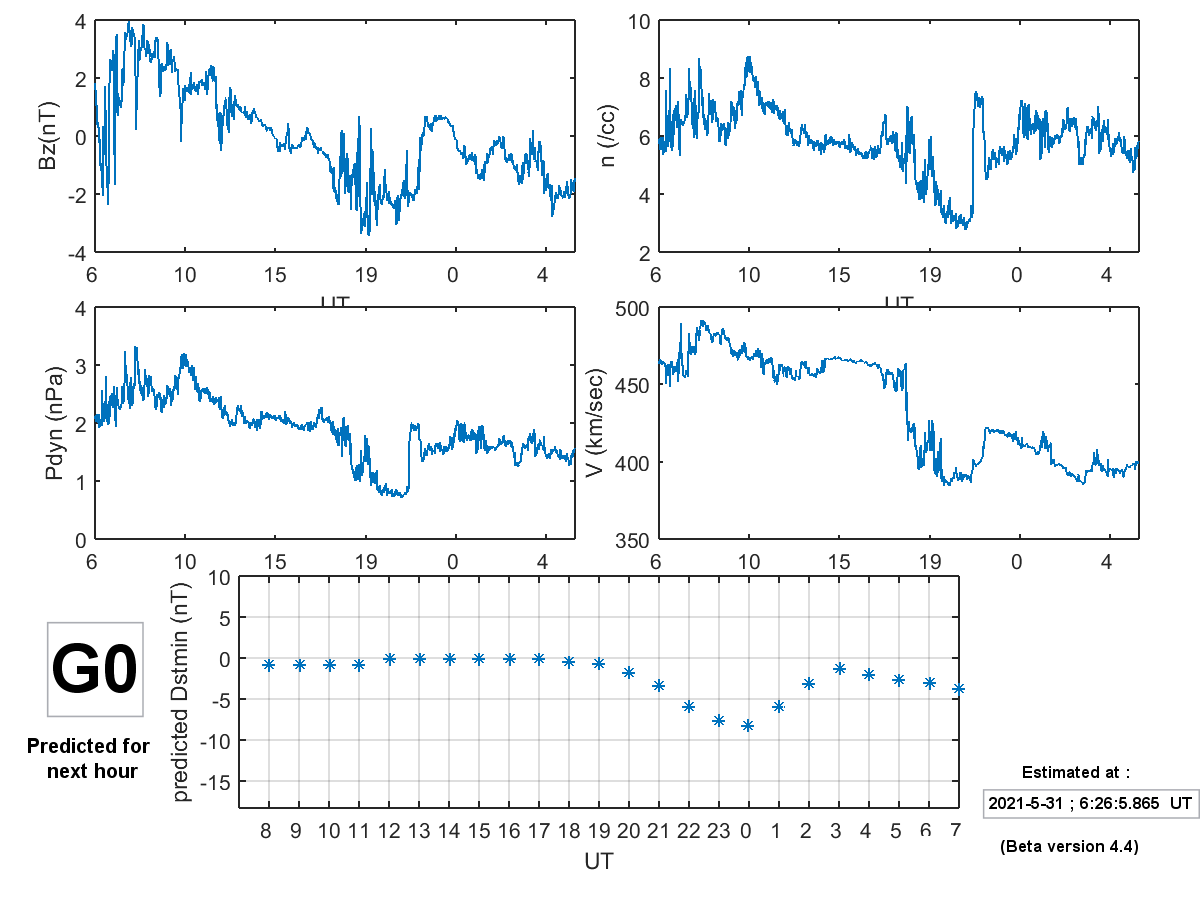 4
2
0
-2
-4
Bz(nT)
6 10 15 19 0 4
UT
10
8
6
4
2
n (/cc)
6 10 15 19 0 4
UT
4
3
2
1
0
Pdyn (nPa)
6 10 15 19 0 4
500
450
400
350
V (km/sec)
6 10 15 19 0 4
10
5
0
-5
-10
-15
predicted Dstmin (nT)
8 9 10 11 12 13 14 15 16 17 18 19 20 21 22 23 0 1 2 3 4 5 6 7
UT
G0
Predicted for
next hour
Estimated at :
2021-5-31 ; 6:26:5.865 UT
(Beta version 4.4)